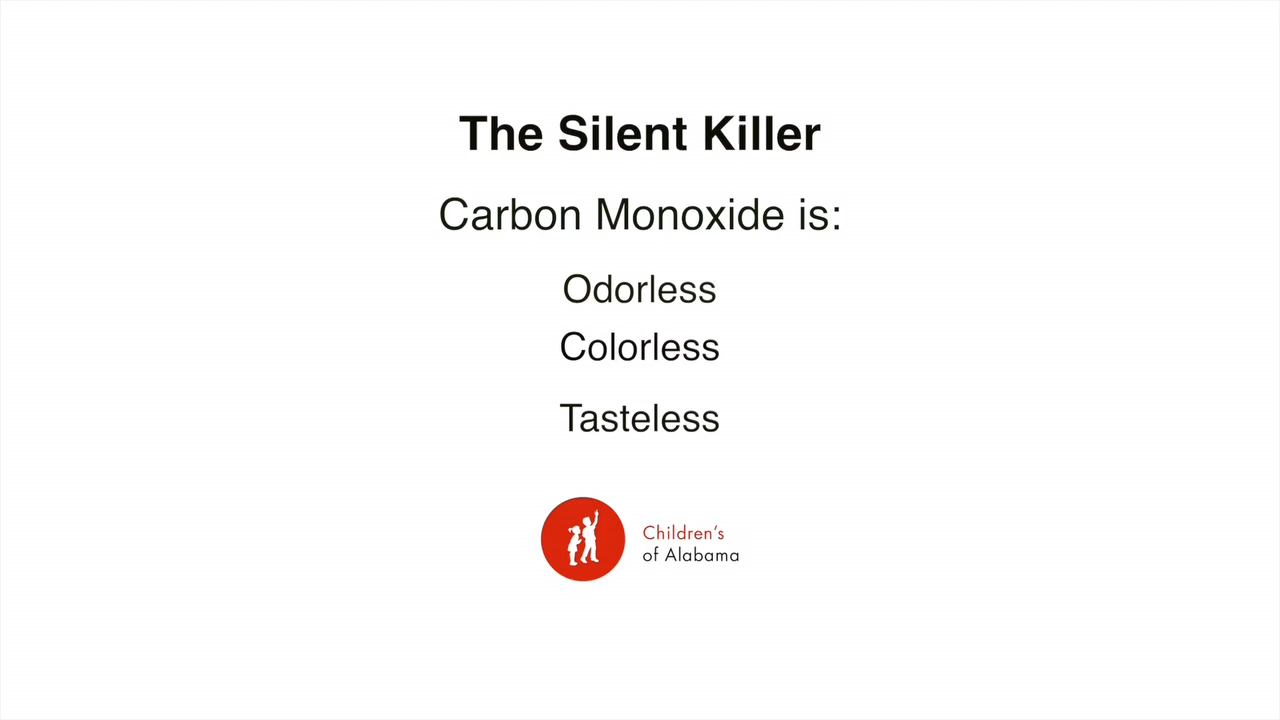 The Silent Killer
Carbon Monoxide is:
Odorless
Colorless
Tasteless
Children's
of Alabama